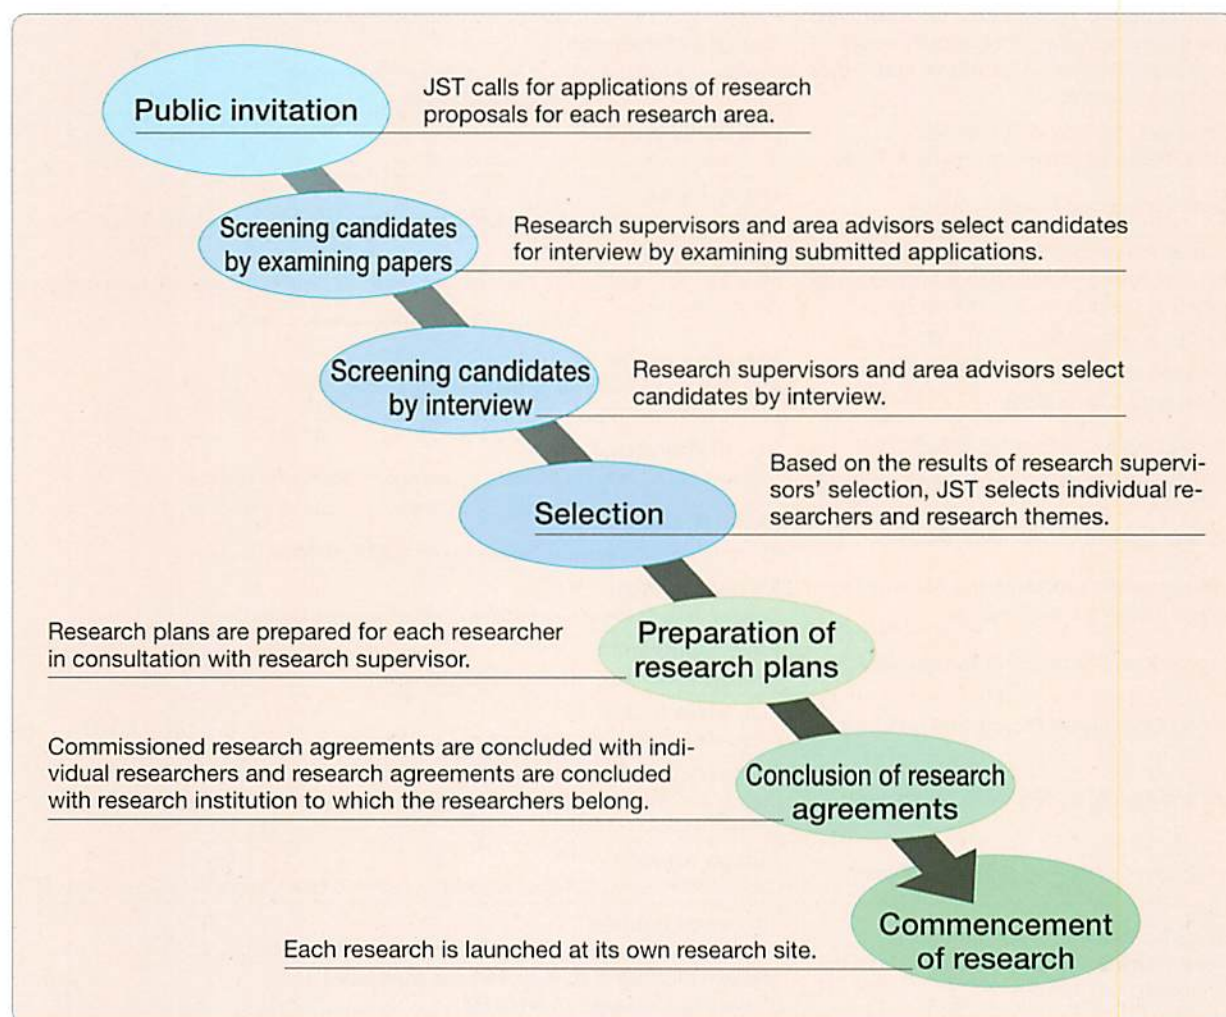 Public invitation
JST calls for applications of research
proposals for each research area.
Screening candidates
by examining papers
Research supervisors and area advisors select candidates
for interview by examining submitted applications.
Screening candidates
by interview
Research supervisors and area advisors select
candidates by interview.
Selection
Based on the results of research supervi-
sors’ selection, JST selects individual re-
searchers and research themes.
Research plans are prepared for each researcher
in consultation with research supervisor.
Preparation of
research plans
Commissioned research agreements are concluded with indi-
vidual researchers and research agreements are concluded
with research institution to which the researchers belong.
Conclusion of research
agreements
Each research is launched at its own research site.
Commencement
of research